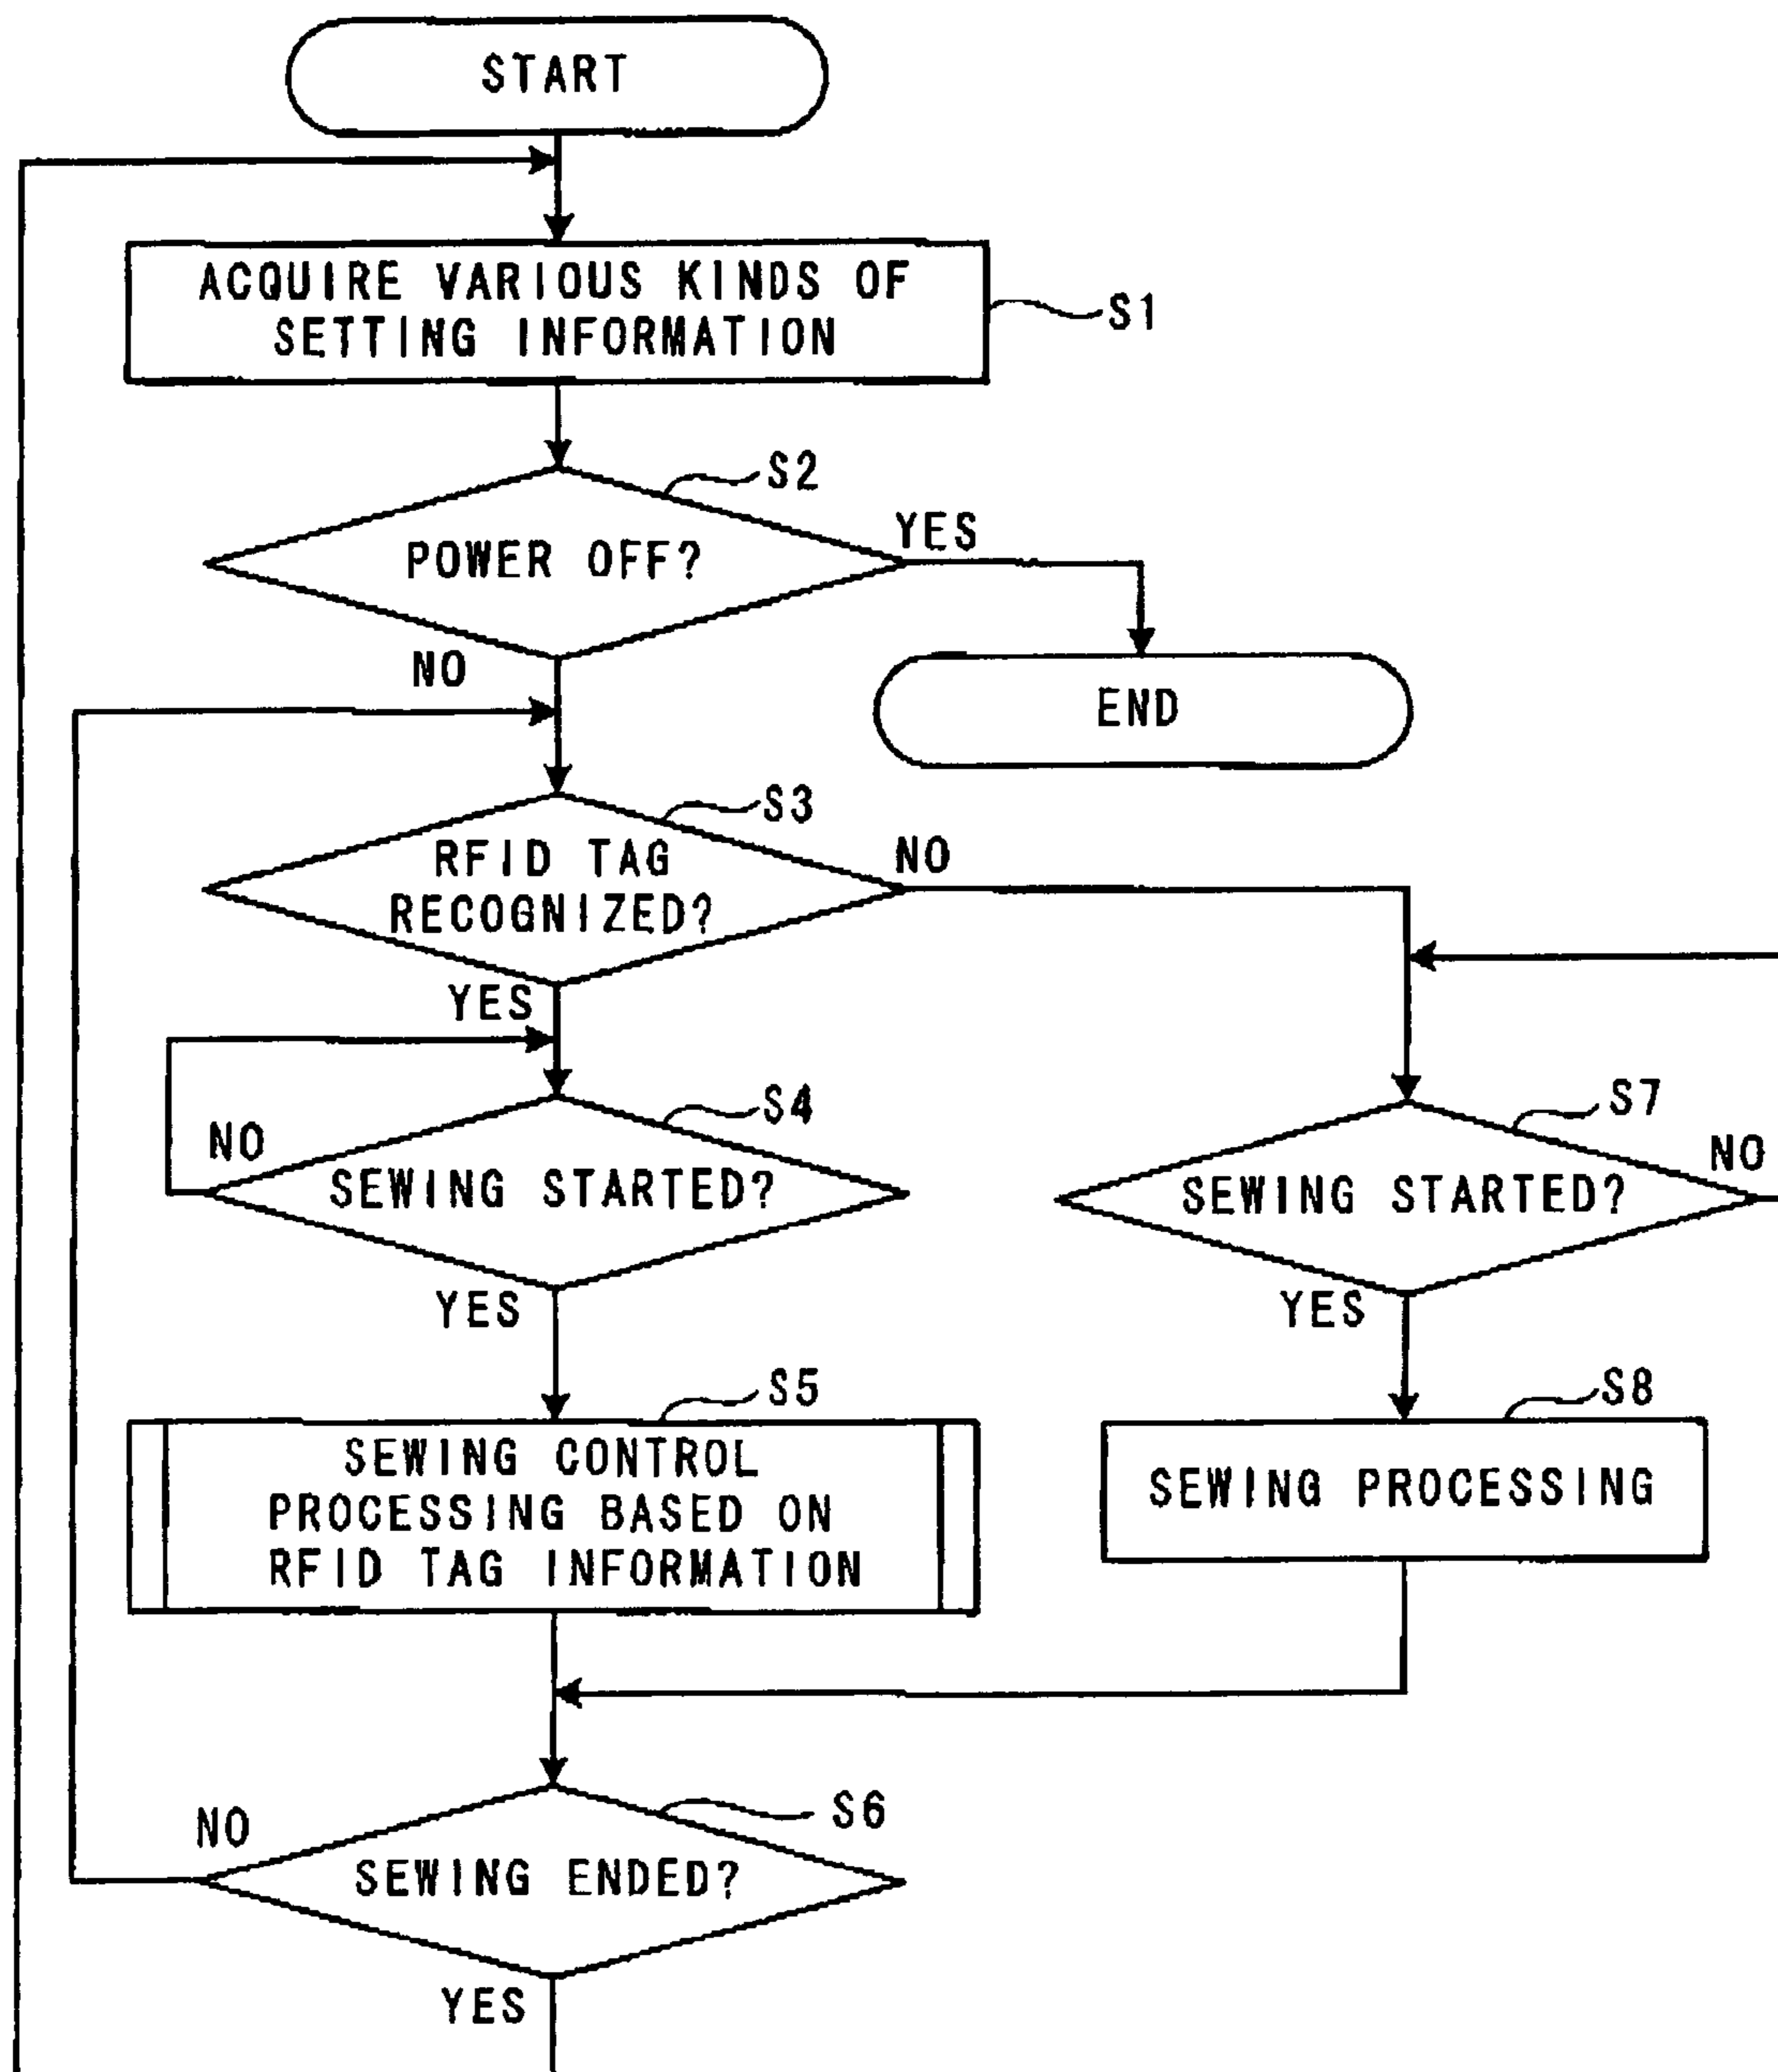 START
ACQUIRE VARIOUS KINDS OF
SETTING INFORMATION
S1
S2
POWER OFF?
YES
NO
END
S3
RFID TAG
RECOGNIZED?
NO
YES
S4
NO
SEWING STARTED?
YES
S7
SEWING STARTED?
NO
YES
S5
SEWING CONTROL
PROCESSING BASED ON
RFID TAG INFORMATION
S8
SEWING PROCESSING
S6
NO
SEWING ENDED?
YES